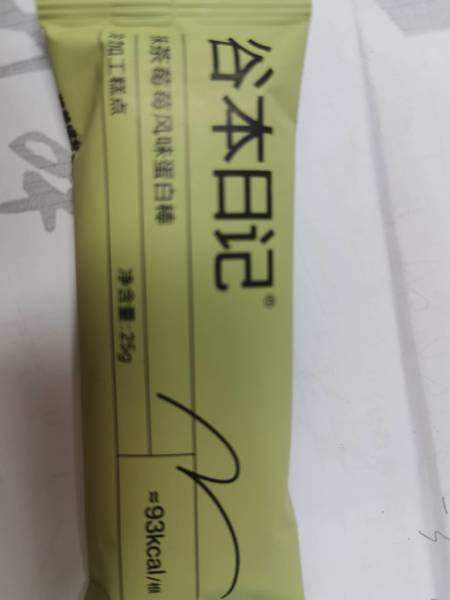 谷本日记®
抹茶莓莓风味蛋白棒
冷加工糕点
净含量:25g
≈93kcal/根